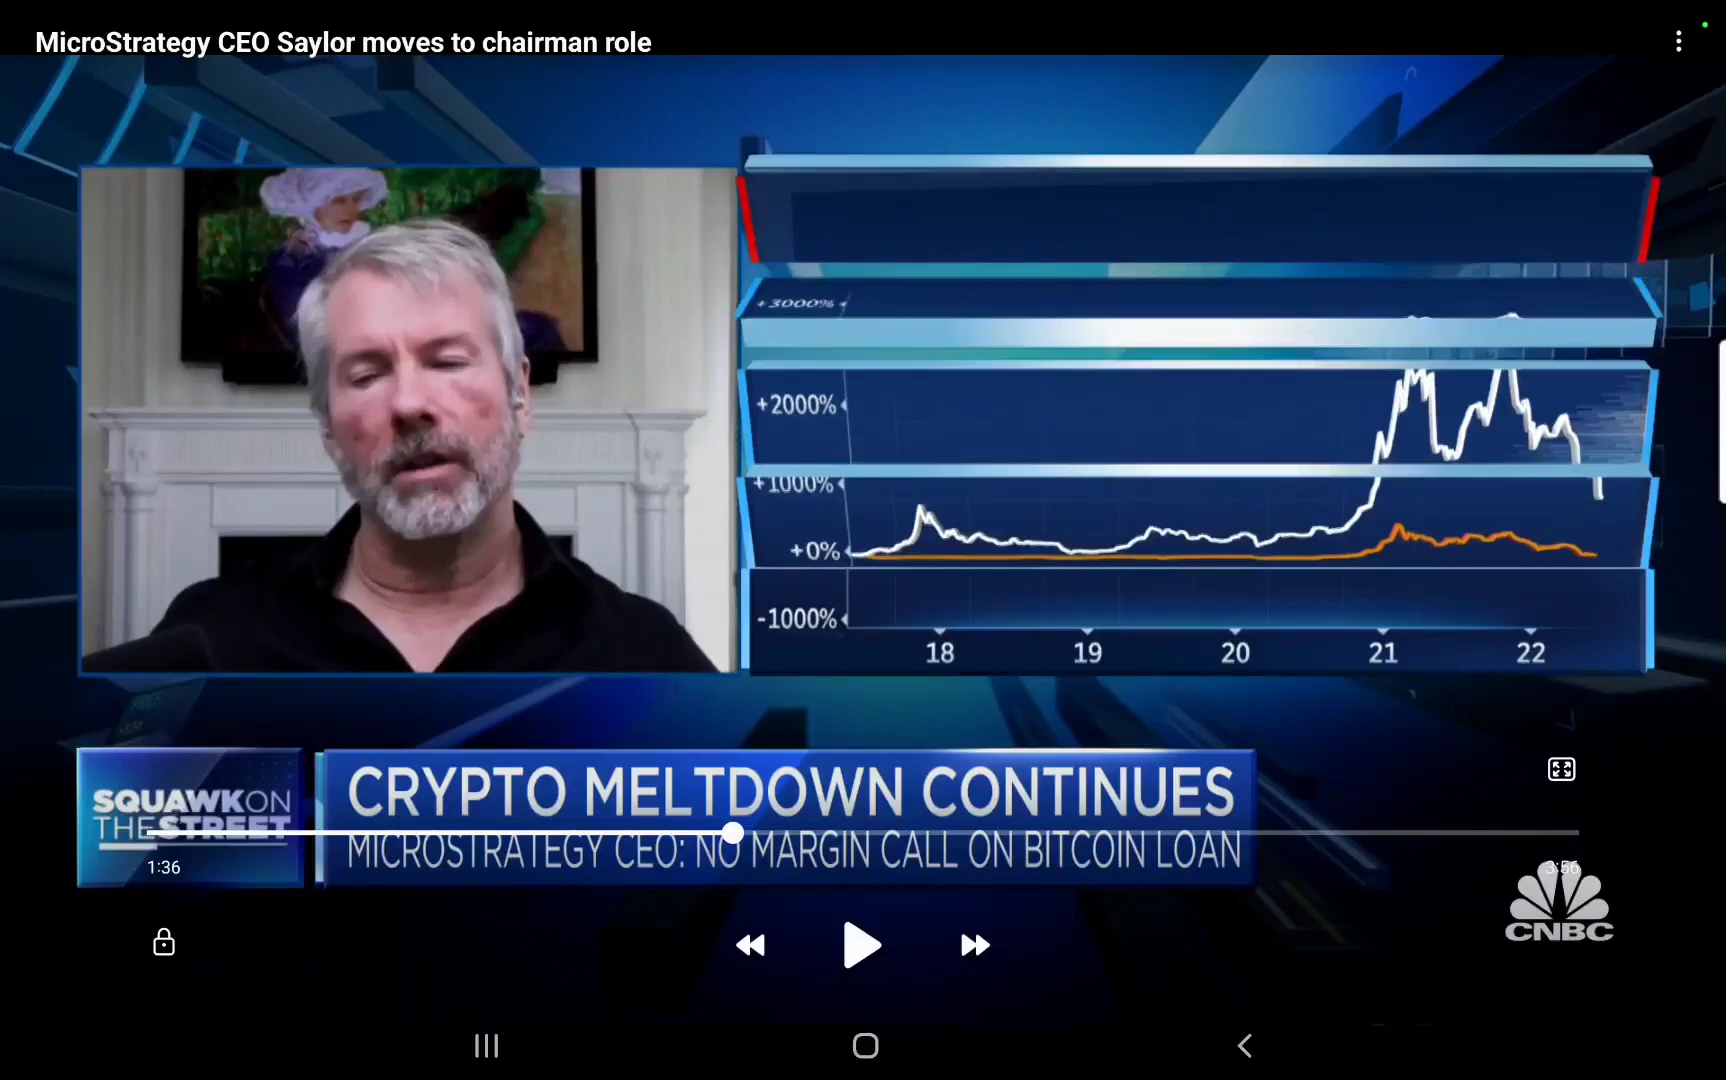 MicroStrategy CEO Saylor moves to chairman role
+3000%
+2000%
+1000%
+0%
-1000%
18 19 20 21 22
SQUAWK ON
THE STREET
CRYPTO MELTDOWN CONTINUES
MICROSTRATEGY CEO: NO MARGIN CALL ON BITCOIN LOAN
1:36
3:56
CNBC